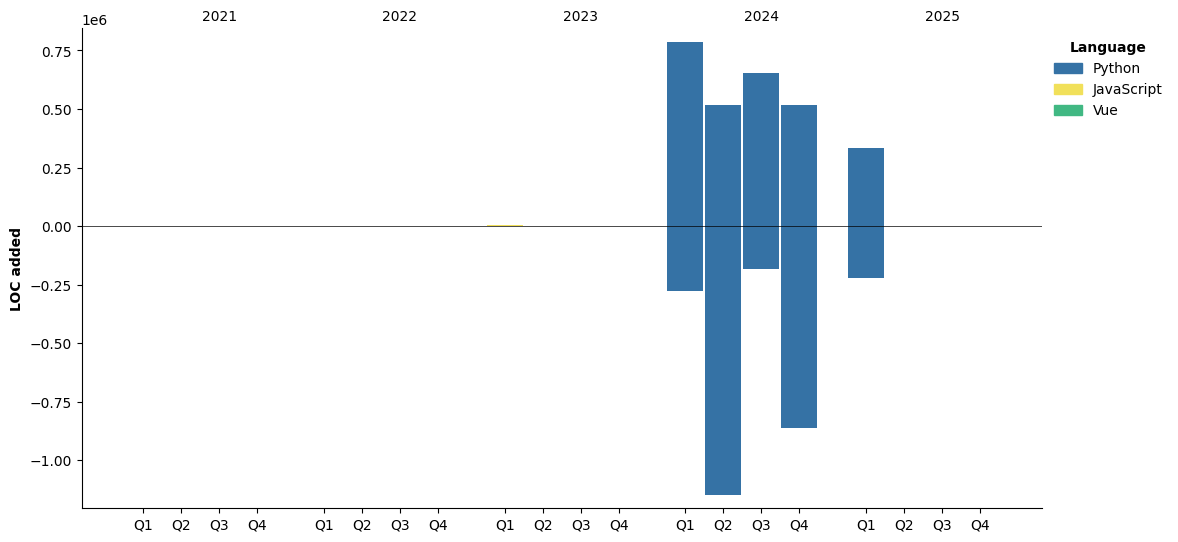 1e6
2021 2022 2023 2024 2025
Language
Python
JavaScript
Vue
0.75
0.50
0.25
0.00
−0.25
−0.50
−0.75
−1.00
LOC added
Q1 Q2 Q3 Q4 Q1 Q2 Q3 Q4 Q1 Q2 Q3 Q4 Q1 Q2 Q3 Q4 Q1 Q2 Q3 Q4